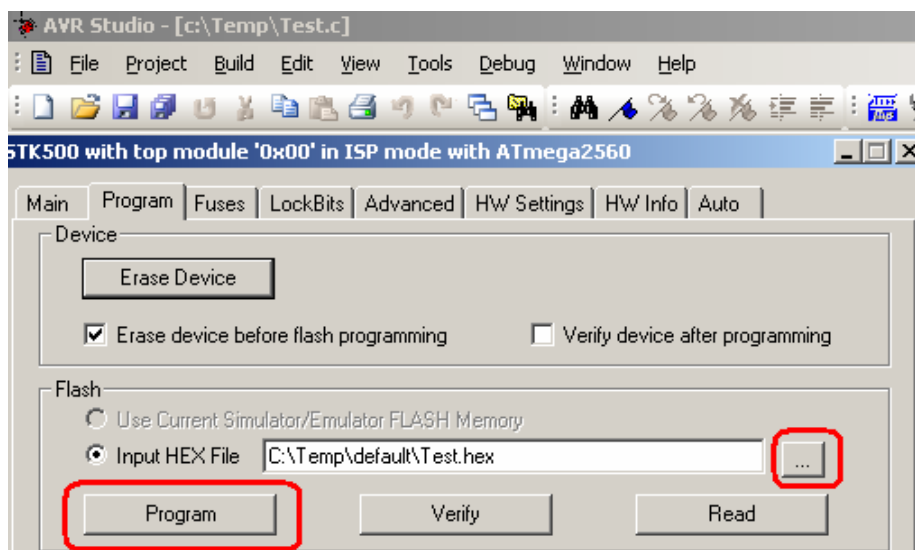 AVR Studio - [c:\Temp\Test.c]
File Project Build Edit View Tools Debug Window Help
STK500 with top module '0x00' in ISP mode with ATmega2560
Main Program Fuses LockBits Advanced HW Settings HW Info Auto
Device
Erase Device
Erase device before flash programming Verify device after programming
Flash
Use Current Simulator/Emulator FLASH Memory
Input HEX File C:\Temp\default\Test.hex ...
Program Verify Read